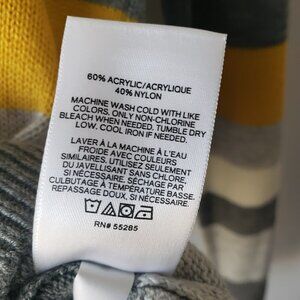 60% ACRYLIC/ACRYLIQUE
40% NYLON
MACHINE WASH COLD WITH LIKE
COLORS. ONLY NON-CHLORINE
BLEACH WHEN NEEDED. TUMBLE DRY
LOW. COOL IRON IF NEEDED.
LAVER À LA MACHINE À L'EAU
FROIDE AVEC COULEURS
SIMILAIRES. UTILISEZ SEULEMENT
DU JAVELLISANT SANS CHLORE,
SI NÉCESSAIRE. SÉCHAGE PAR
CULBUTAGE À TEMPÉRATURE BASSE.
REPASSAGE DOUX, SI NÉCESSAIRE.
RN# 55285